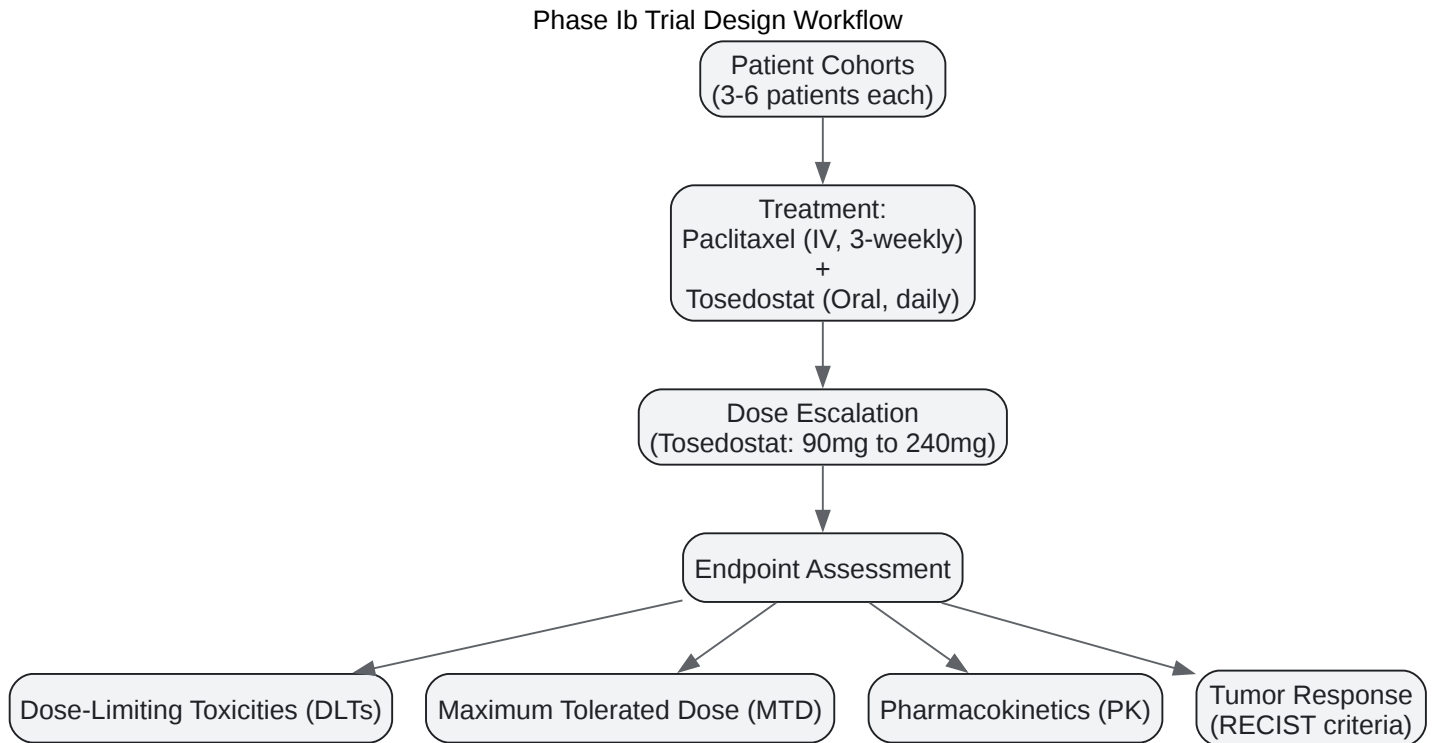 Phase Ib Trial Design Workflow
Patient Cohorts
(3-6 patients each)
Treatment:
Paclitaxel (IV, 3-weekly)
+
Tosedostat (Oral, daily)
Dose Escalation
(Tosedostat: 90mg to 240mg)
Endpoint Assessment
Dose-Limiting Toxicities (DLTs)
Maximum Tolerated Dose (MTD)
Pharmacokinetics (PK)
Tumor Response
(RECIST criteria)